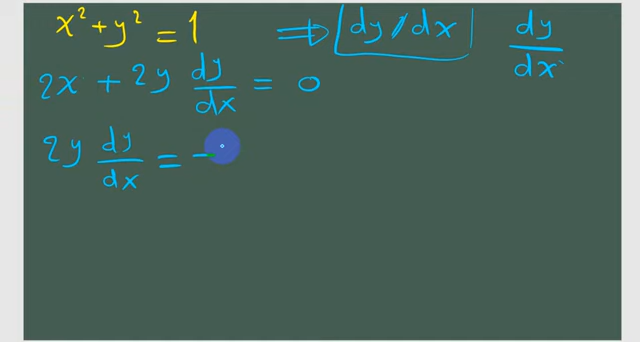 x² + y² = 1 ⟹ dy/dx dy/dx
2x + 2y dy/dx = 0
2y dy/dx = -